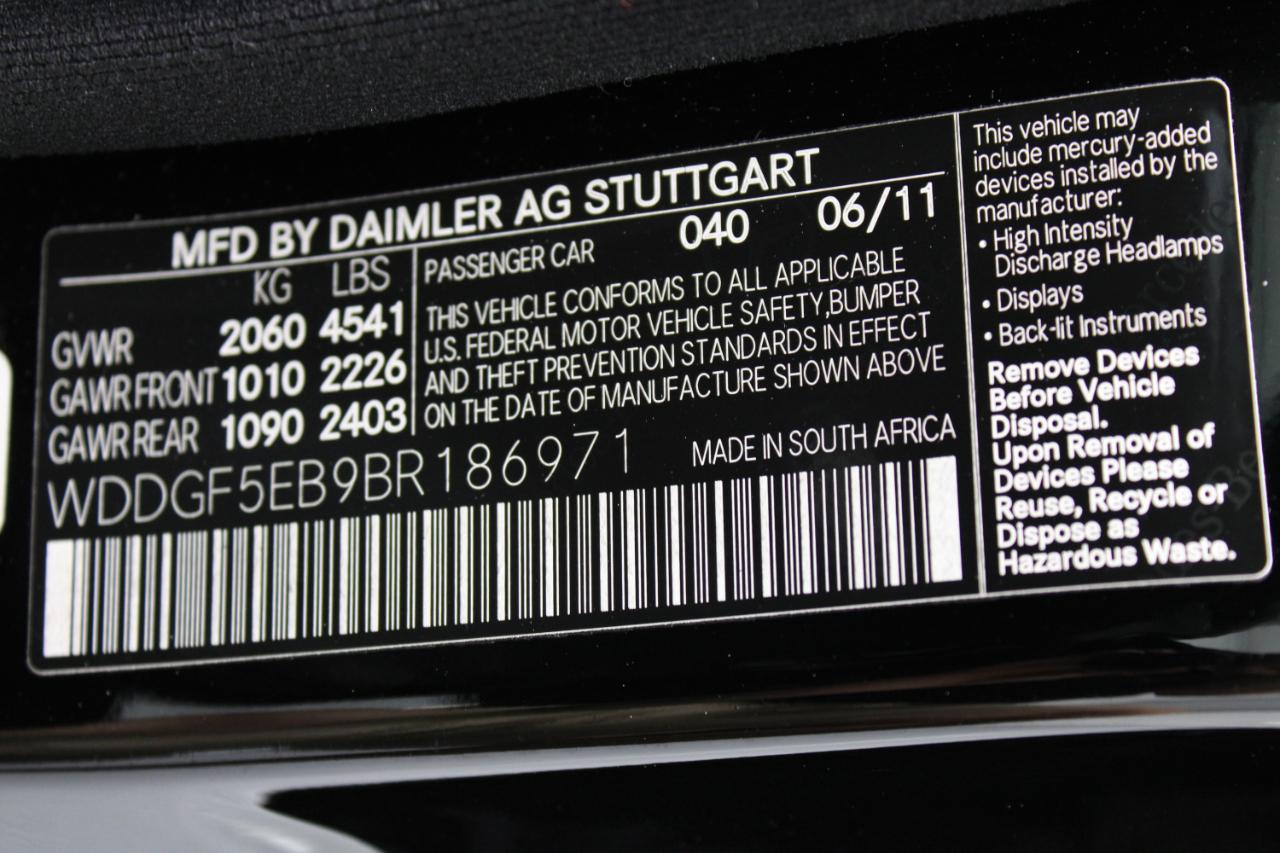 MFD BY DAIMLER AG STUTTGART
KG LBS
GVWR 2060 4541
GAWR FRONT 1010 2226
GAWR REAR 1090 2403
PASSENGER CAR 040 06/11
THIS VEHICLE CONFORMS TO ALL APPLICABLE
U.S. FEDERAL MOTOR VEHICLE SAFETY,BUMPER
AND THEFT PREVENTION STANDARDS IN EFFECT
ON THE DATE OF MANUFACTURE SHOWN ABOVE
WDDGF5EB9BR186971
MADE IN SOUTH AFRICA
This vehicle may
include mercury-added
devices installed by the
manufacturer:
• High Intensity
Discharge Headlamps
• Displays
• Back-lit Instruments
Remove Devices
Before Vehicle
Disposal.
Upon Removal of
Devices Please
Reuse, Recycle or
Dispose as
Hazardous Waste.